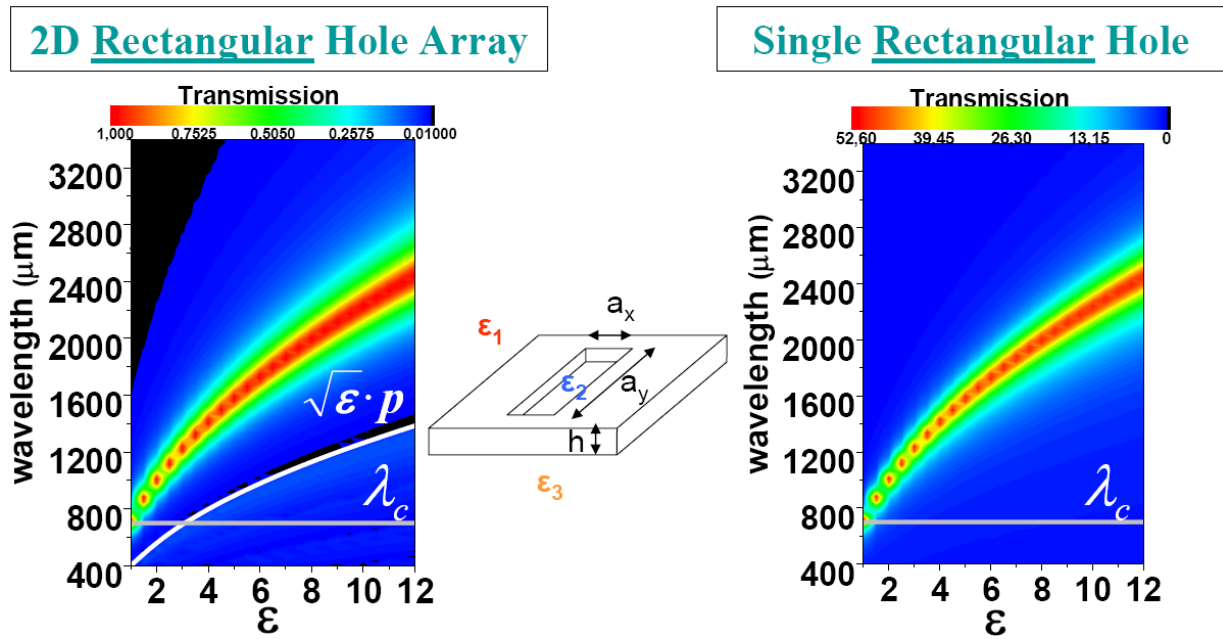 2D Rectangular Hole Array
Single Rectangular Hole
Transmission
1,000 0.7525 0.5050 0.2575 0.01000
wavelength (μm)
3200
2800
2400
2000
1600
1200
800
400
√ε · p
λc
2 4 6 8 10 12
ε
ε1
ax
ε2
ay
h
ε3
Transmission
52,60 39.45 26.30 13.15 0
wavelength (μm)
3200
2800
2400
2000
1600
1200
800
400
λc
2 4 6 8 10 12
ε